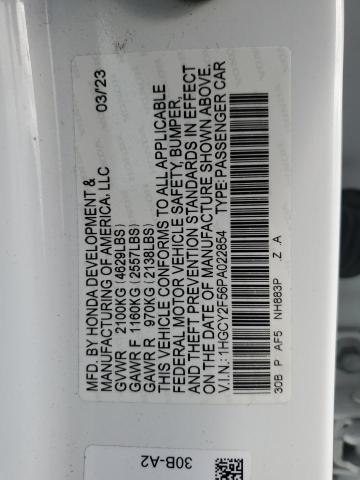 MFD. BY HONDA DEVELOPMENT &
MANUFACTURING OF AMERICA, LLC
03/'23
GVWR 2100KG (4629LBS)
GAWR F 1160KG (2557LBS)
GAWR R 970KG (2138LBS)
THIS VEHICLE CONFORMS TO ALL APPLICABLE
FEDERAL MOTOR VEHICLE SAFETY, BUMPER,
AND THEFT PREVENTION STANDARDS IN EFFECT
ON THE DATE OF MANUFACTURE SHOWN ABOVE.
V.I.N.:1HGCY2F56PA022854 TYPE:PASSENGER CAR
30B P AF5 NH883P Z .A
30B-A2